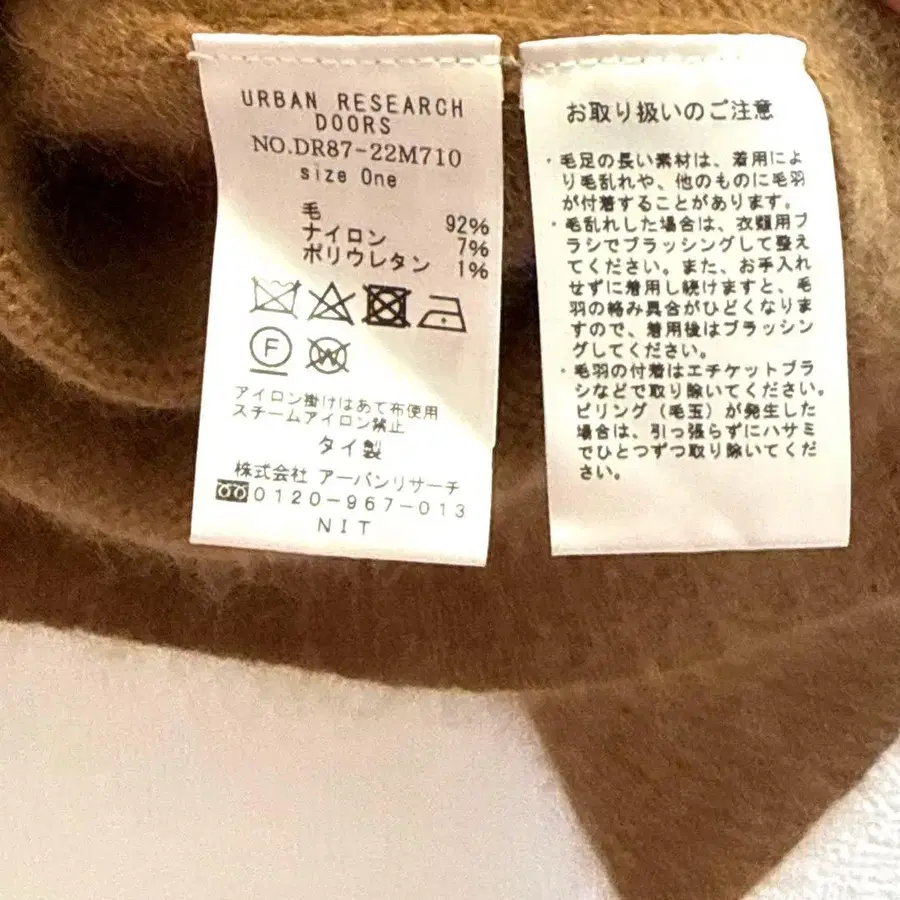 URBAN RESEARCH
DOORS
NO.DR87-22M710
size One
毛 92%
ナイロン 7%
ポリウレタン 1%
F
W
アイロン掛けはあて布使用
スチームアイロン禁止
タイ製
株式会社 アーバンリサーチ
0120-967-013
NIT
お取り扱いのご注意
・毛足の長い素材は、着用によ
り毛乱れや、他のものに毛羽
が付着することがあります。
・毛乱れした場合は、衣類用ブ
ラシでブラッシングして整え
てください。また、お手入れ
せずに着用し続けますと、毛
羽の絡み具合がひどくなりま
すので、着用後はブラッシン
グしてください。
・毛羽の付着はエチケットブラ
シなどで取り除いてください。
ピリング(毛玉)が発生した
場合は、引っ張らずにハサミ
でひとつずつ取り除いてくだ
さい。